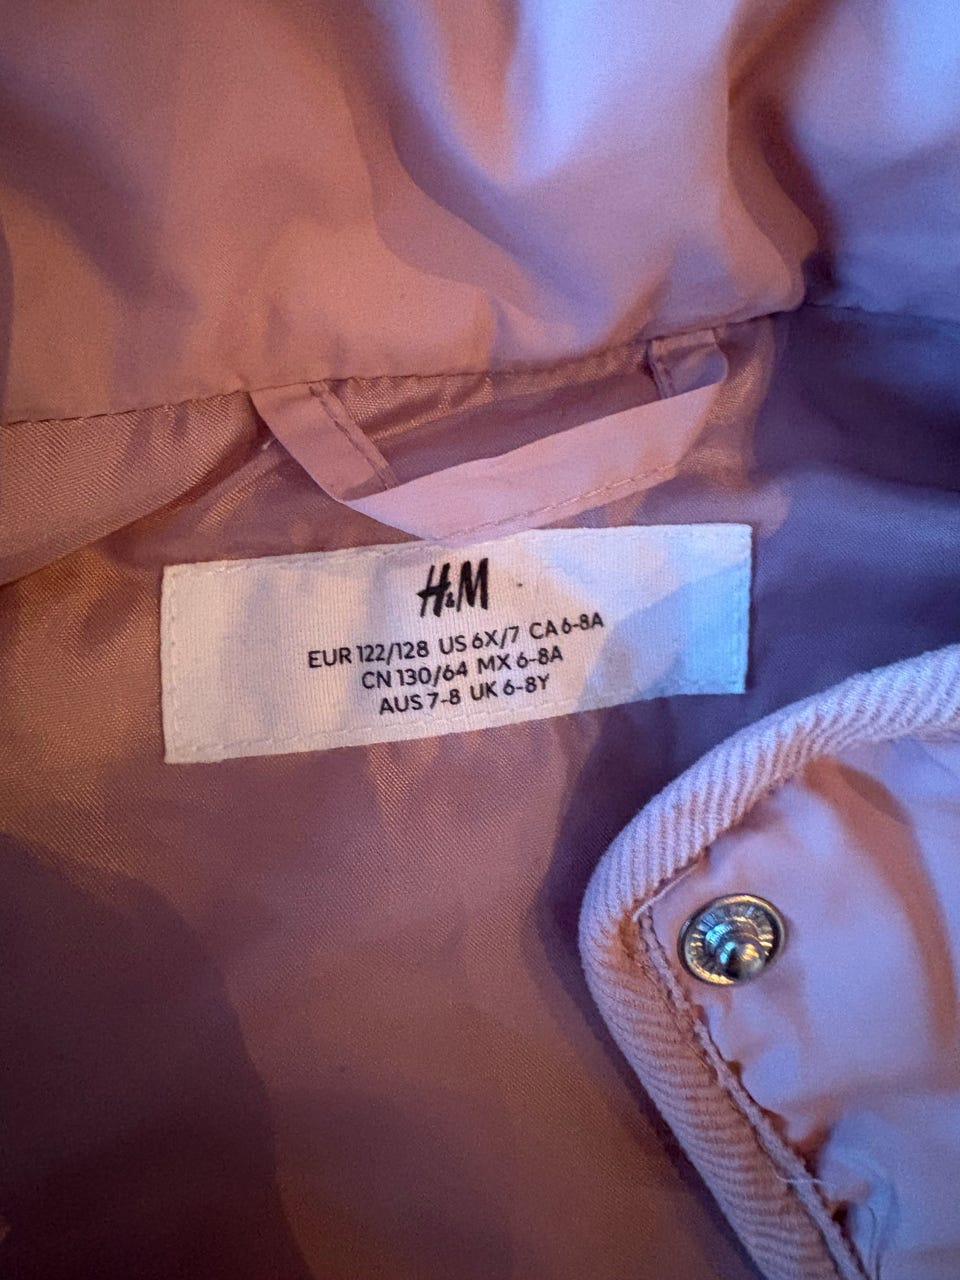 H&M
EUR 122/128 US 6X/7 CA 6-8A
CN 130/64 MX 6-8A
AUS 7-8 UK 6-8Y